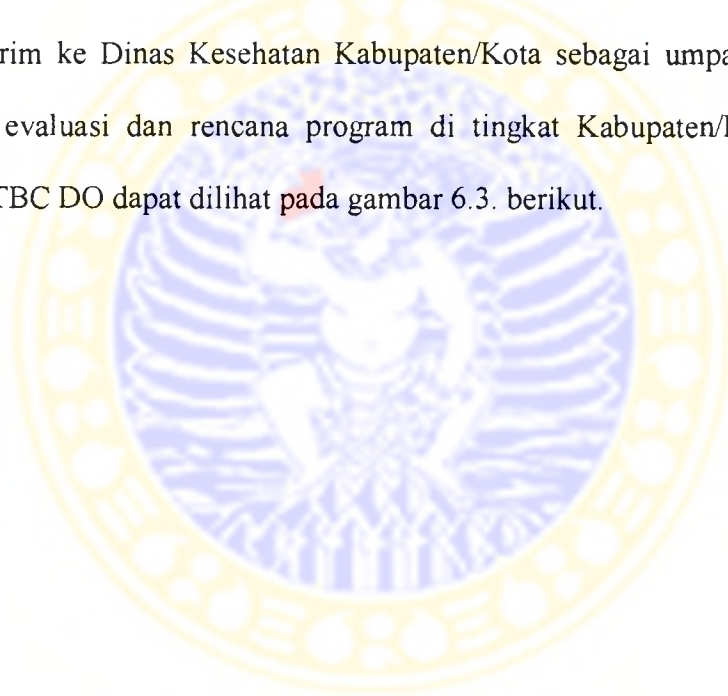 rim ke Dinas Kesehatan Kabupaten/Kota sebagai umpa
evaluasi dan rencana program di tingkat Kabupaten/
TBC DO dapat dilihat pada gambar 6.3. berikut.